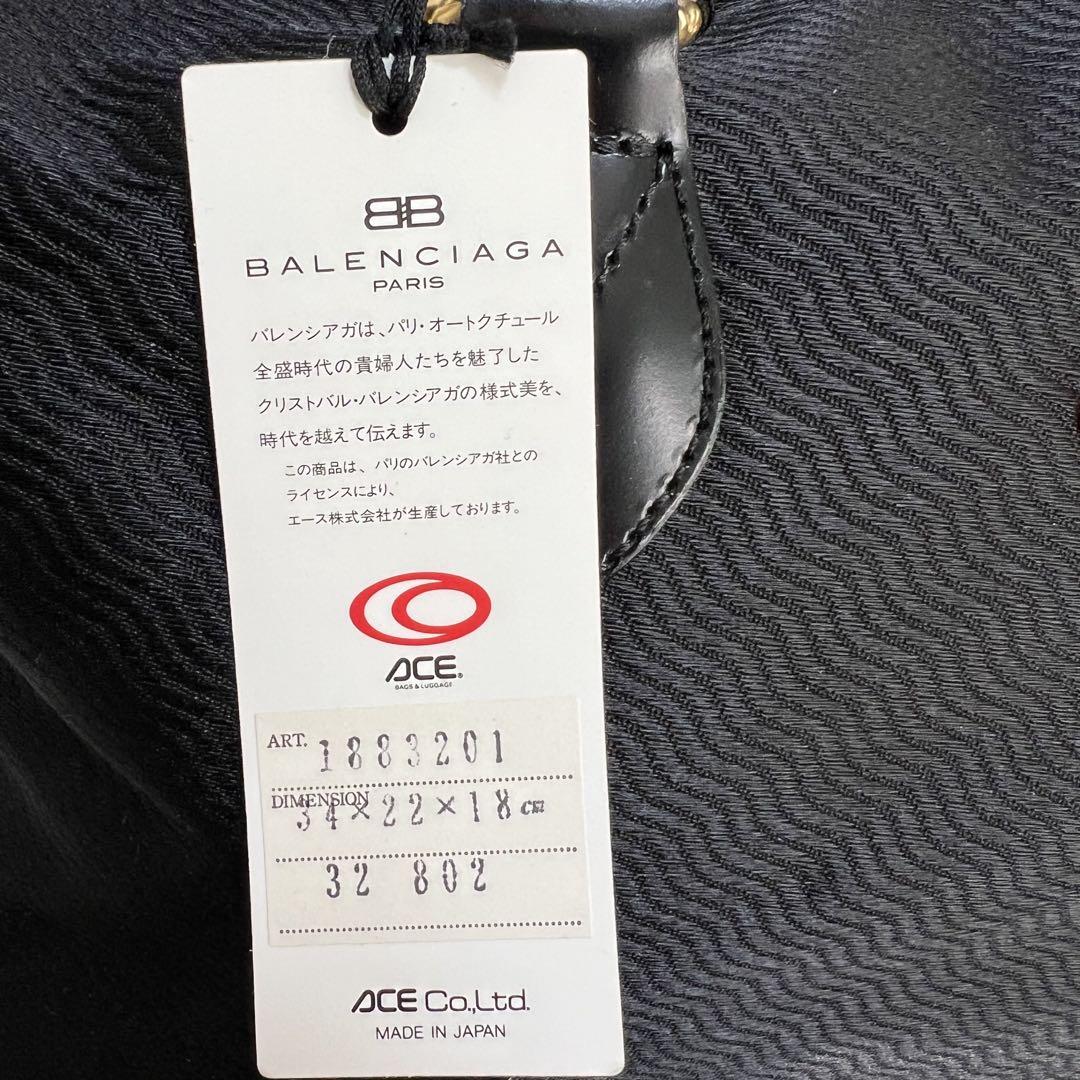 BB
BALENCIAGA
PARIS
バレンシアガは、パリ・オートクチュール
全盛時代の貴婦人たちを魅了した
クリストバル・バレンシアガの様式美を、
時代を越えて伝えます。
この商品は、パリのバレンシアガ社との
ライセンスにより、
エース株式会社が生産しております。
ACE®
BAGS & LUGGAGE
ART. 1883201
DIMENSION 34×22×18cm
32 802
ACE Co.,Ltd.
MADE IN JAPAN